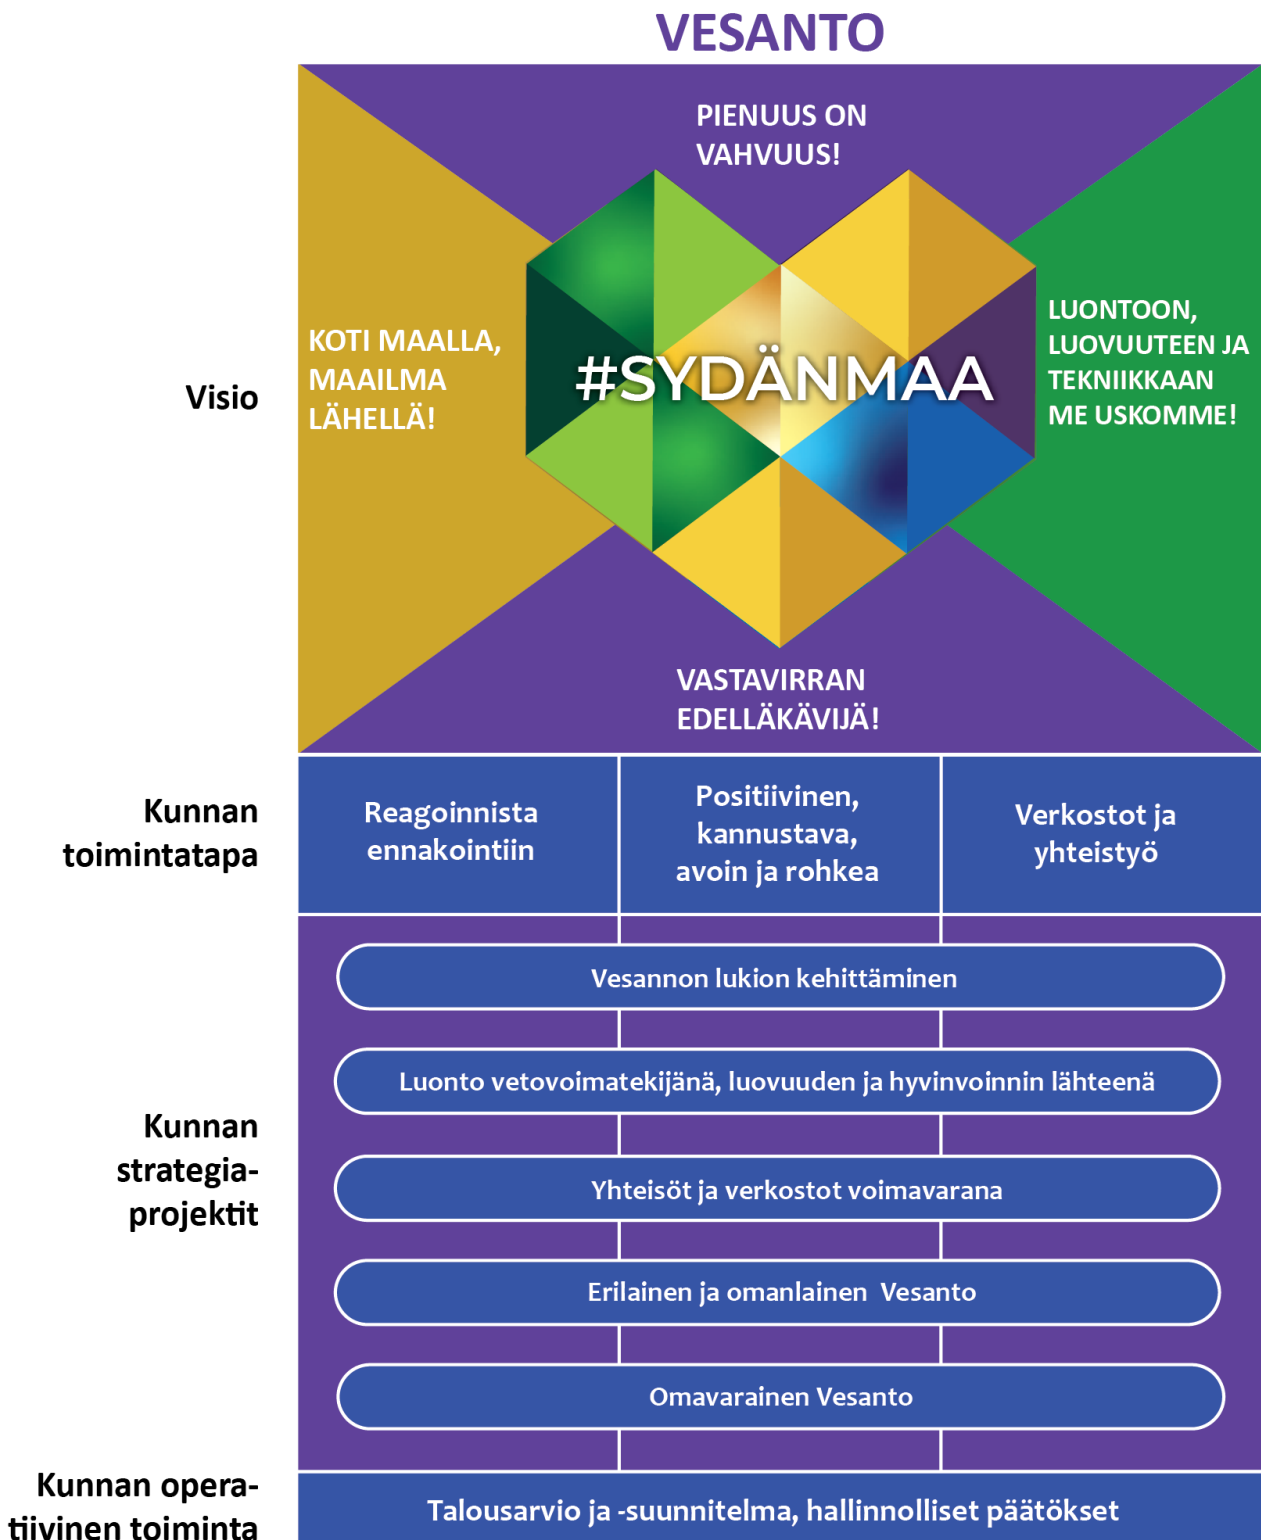 VESANTO
PIENUUS ON
VAHVUUS!
Visio
KOTI MAALLA,
MAAILMA
LÄHELLÄ!
#SYDÄNMAA
LUONTOON,
LUOVUUTEEN JA
TEKNIIKKAAN
ME USKOMME!
VASTAVIRRAN
EDELLÄKÄVIJÄ!
Kunnan
toimintatapa
Reagoinnista
ennakointiin
Positiivinen,
kannustava,
avoin ja rohkea
Verkostot ja
yhteistyö
Kunnan
strategia-
projektit
Vesannon lukion kehittäminen
Luonto vetovoimatekijänä, luovuuden ja hyvinvoinnin lähteenä
Yhteisöt ja verkostot voimavarana
Erilainen ja omanlainen Vesanto
Omavarainen Vesanto
Kunnan opera-
tiivinen toiminta
Talousarvio ja -suunnitelma, hallinnolliset päätökset